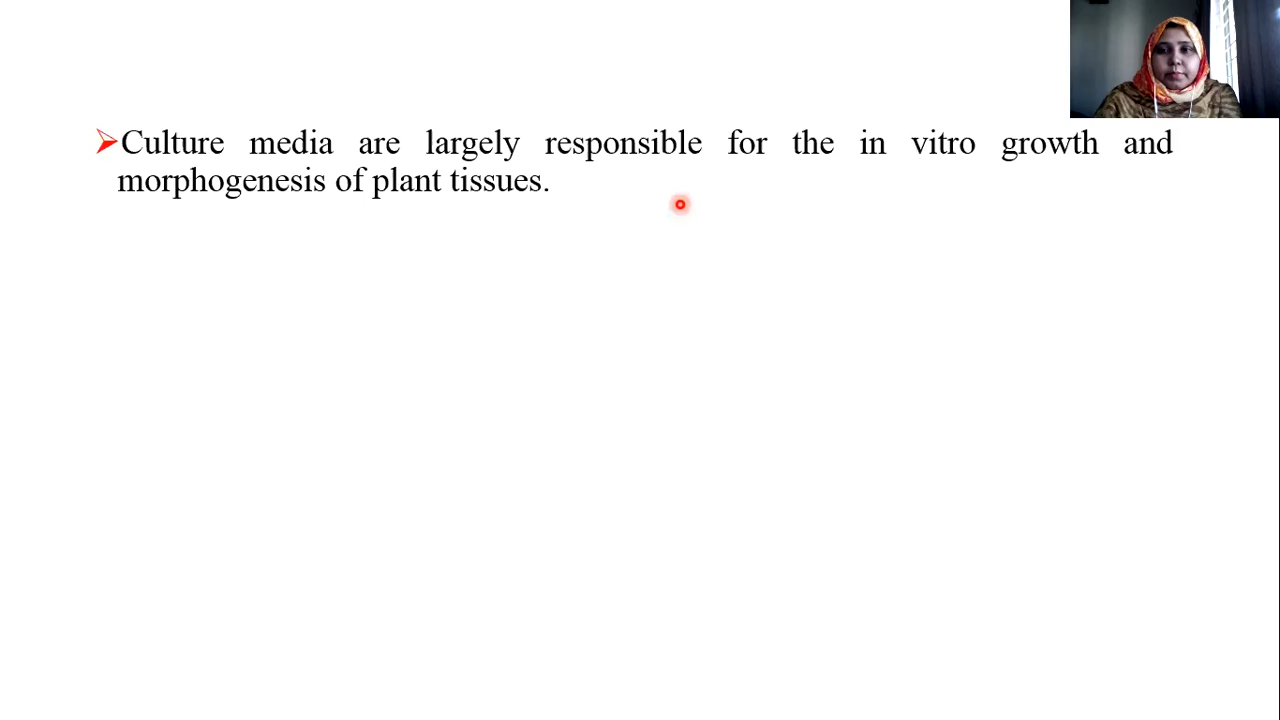 Culture media are largely responsible for the in vitro growth and
morphogenesis of plant tissues.